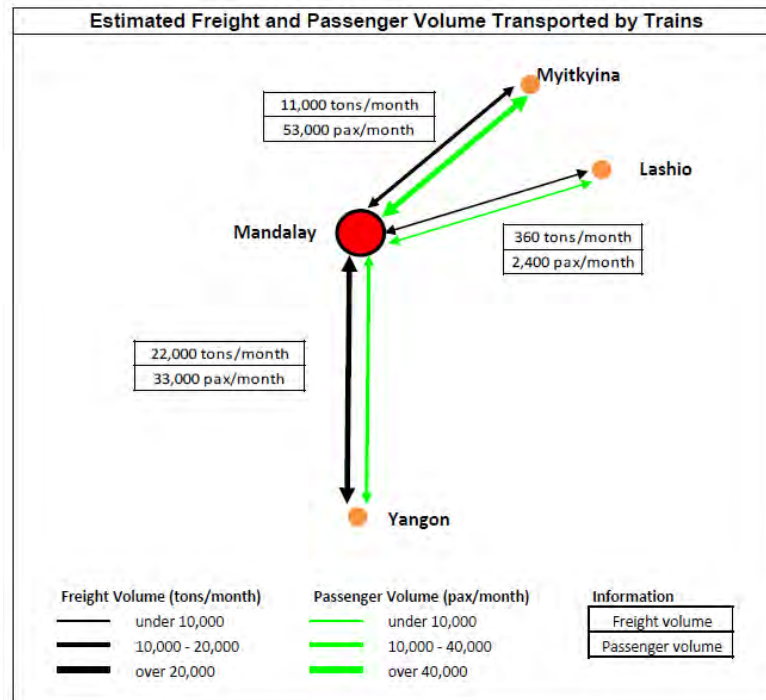 Estimated Freight and Passenger Volume Transported by Trains
Myitkyina
11,000 tons/month
53,000 pax/month
Lashio
Mandalay
360 tons/month
2,400 pax/month
22,000 tons/month
33,000 pax/month
Yangon
Freight Volume (tons/month)
under 10,000
10,000 - 20,000
over 20,000
Passenger Volume (pax/month)
under 10,000
10,000 - 40,000
over 40,000
Information
Freight volume
Passenger volume